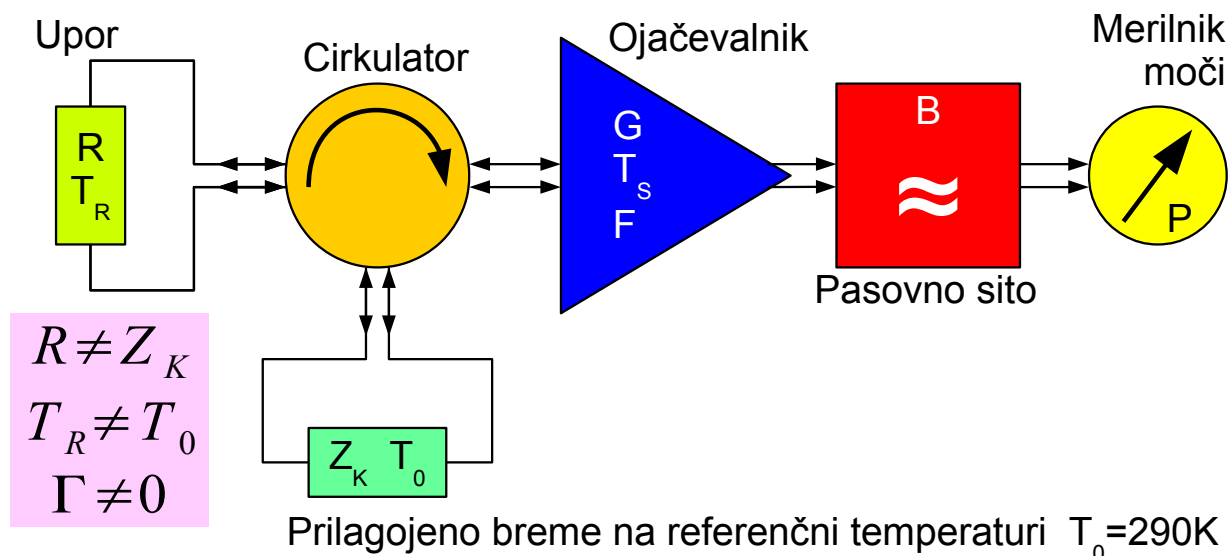 Upor
Cirkulator
Ojačevalnik
Merilnik
moči
R
T_R
G
T_S
F
B
≈
P
Pasovno sito
R≠Z_K
T_R≠T_0
Γ≠0
Z_K T_0
Prilagojeno breme na referenčni temperaturi T_0=290K